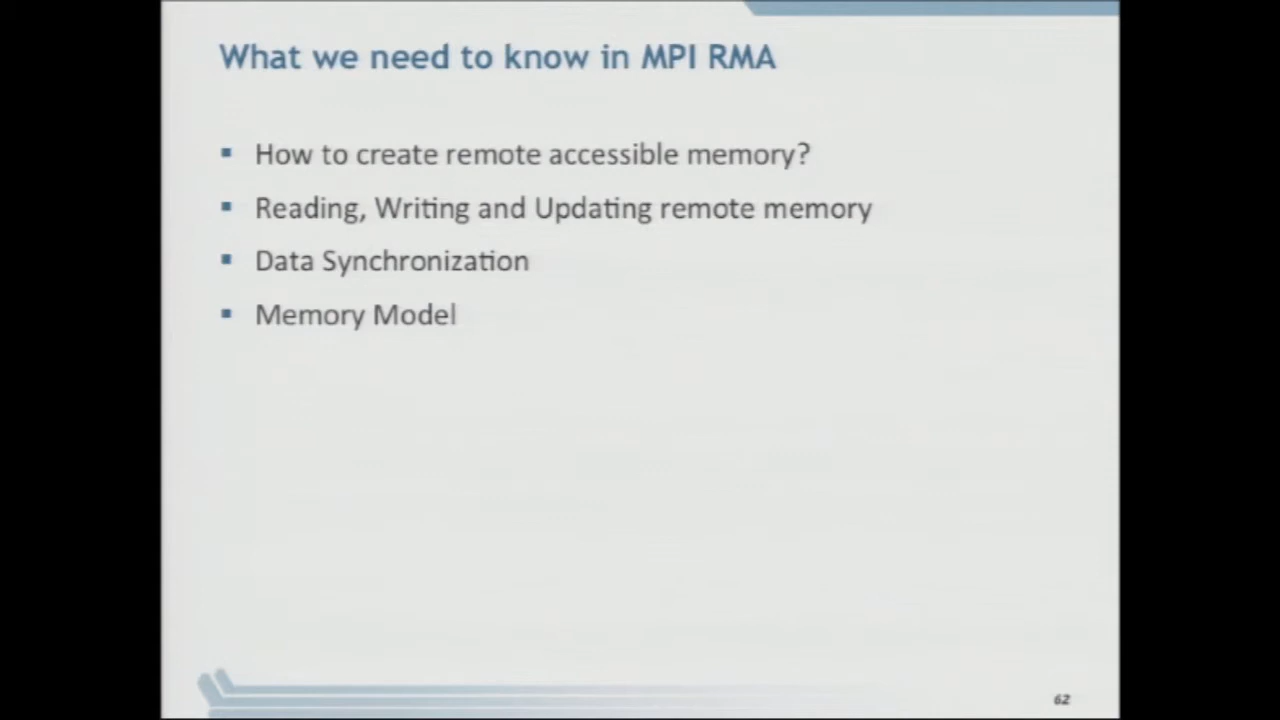 What we need to know in MPI RMA
How to create remote accessible memory?
Reading, Writing and Updating remote memory
Data Synchronization
Memory Model
62